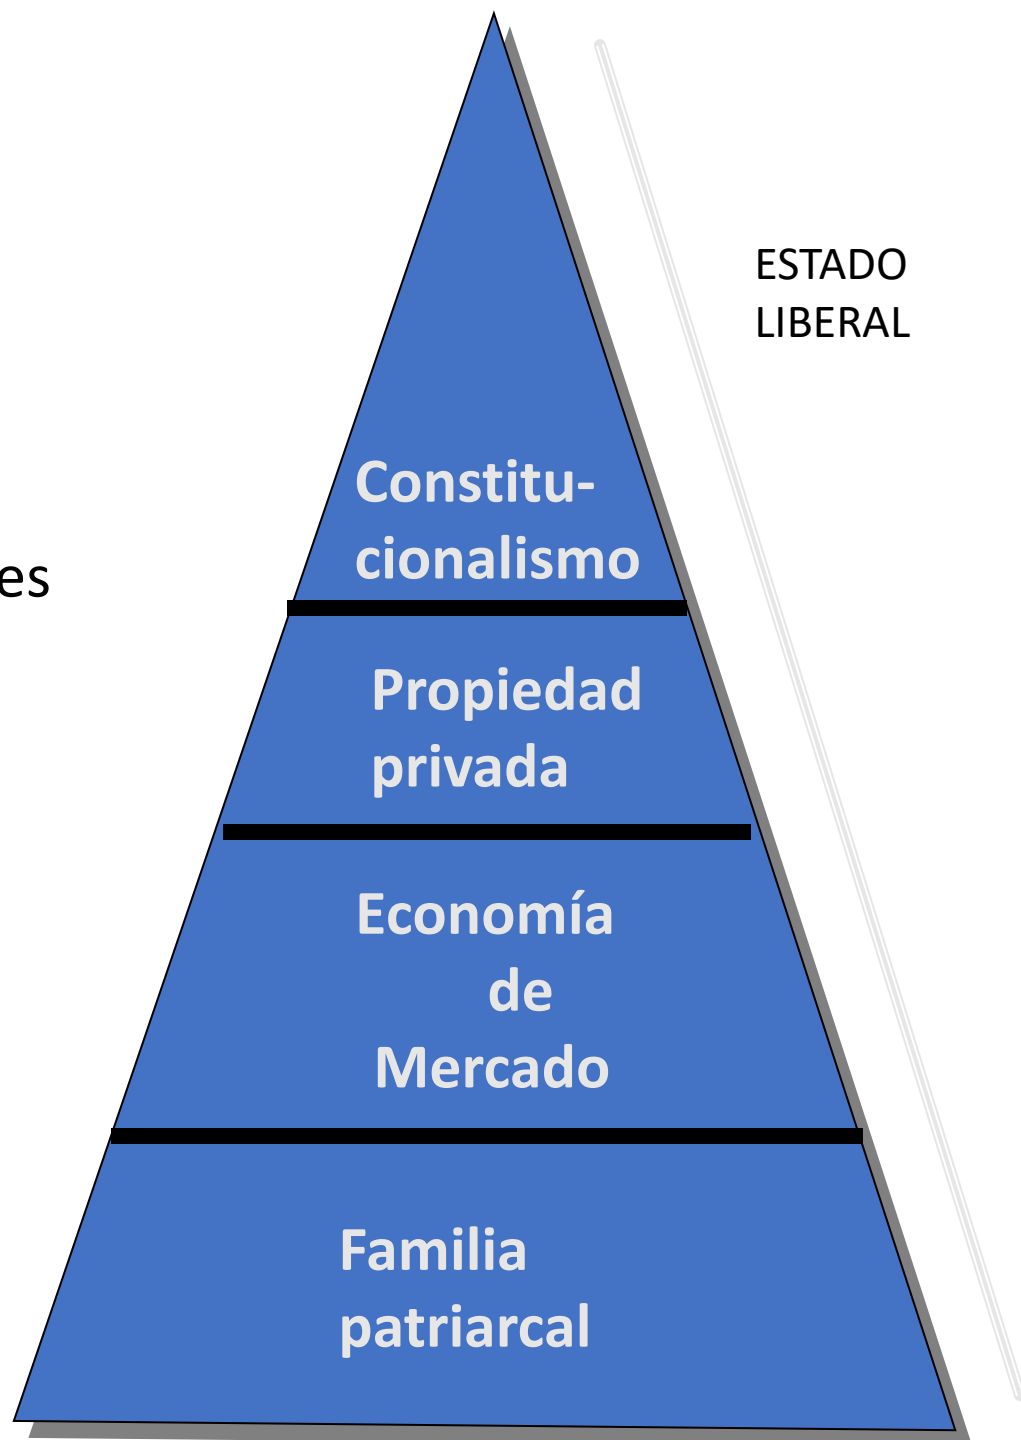 ESTADO
LIBERAL
Constitu-
cionalismo
es
Propiedad
privada
Economía
de
Mercado
Familia
patriarcal